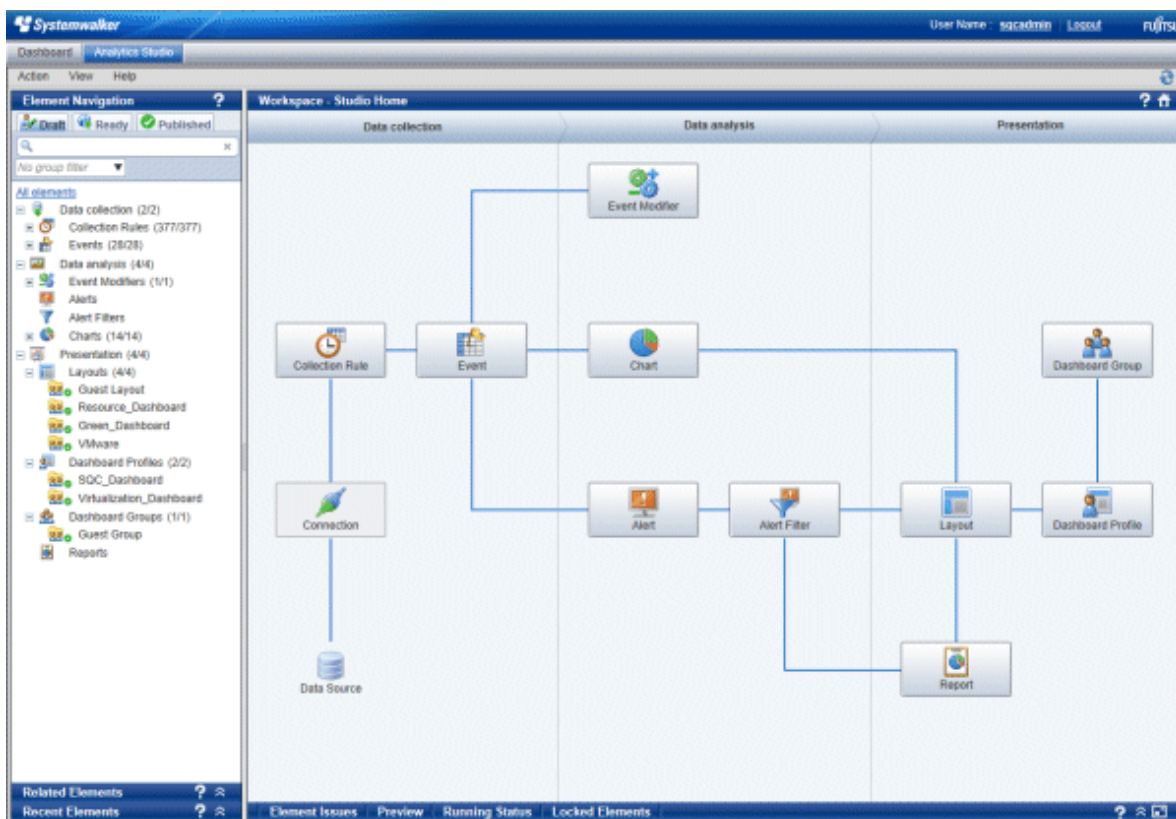 Systemwalker
User Name : sqcadmin Logout FUJITSU
Dashboard Analytics Studio
Action View Help
Element Navigation ?
Draft Ready Published
No group filter
All elements
Data collection (2/2)
Collection Rules (377/377)
Events (28/28)
Data analysis (4/4)
Event Modifiers (1/1)
Alerts
Alert Filters
Charts (14/14)
Presentation (4/4)
Layouts (4/4)
Guest Layout
Resource_Dashboard
Green_Dashboard
VMware
Dashboard Profiles (2/2)
SQC_Dashboard
Virtualization_Dashboard
Dashboard Groups (1/1)
Guest Group
Reports
Related Elements ?
Recent Elements ?
Workspace - Studio Home ?
Data collection Data analysis Presentation
Event Modifier
Collection Rule Event Chart Dashboard Group
Connection Alert Alert Filter Layout Dashboard Profile
Data Source Report
Element Issues Preview Running Status Locked Elements ?